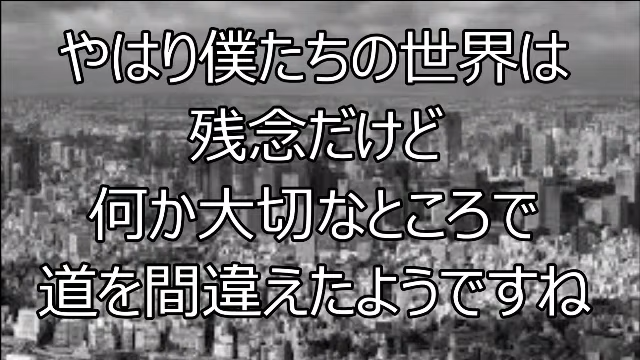 やはり僕たちの世界は
残念だけど
何か大切なところで
道を間違えたようですね